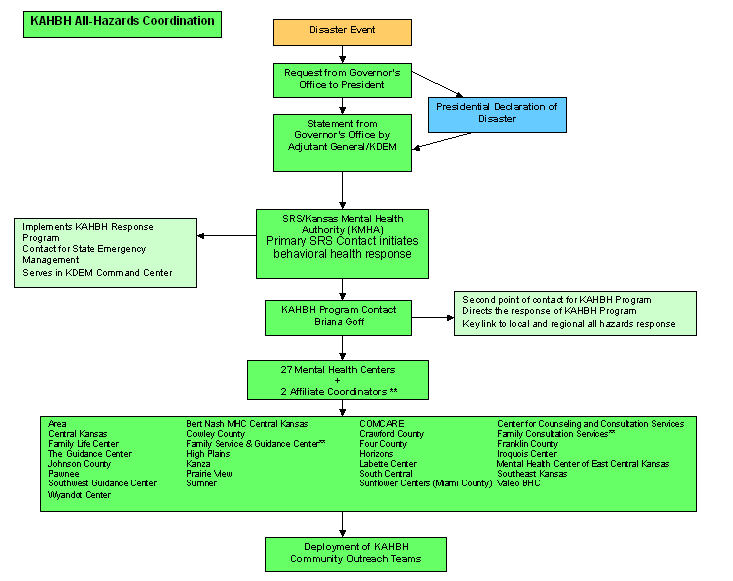 KAHBH All-Hazards Coordination
Disaster Event
Request from Governor's
Office to President
Presidential Declaration of
Disaster
Statement from
Governor's Office by
Adjutant General/KDEM
SRS/Kansas Mental Health
Authority (KMHA)
Primary SRS Contact initiates
behavioral health response
Implements KAHBH Response
Program
Contact for State Emergency
Management
Serves in KDEM Command Center
KAHBH Program Contact
Briana Goff
Second point of contact for KAHBH Program
Directs the response of KAHBH Program
Key link to local and regional all hazards response
27 Mental Health Centers
+
2 Affiliate Coordinators **
Area Bert Nash MHC Central Kansas COMCARE Center for Counseling and Consultation Services
Central Kansas Cowley County Crawford County Family Consultation Services**
Family Life Center Family Service & Guidance Center** Four County Franklin County
The Guidance Center High Plains Horizons Iroquois Center
Johnson County Kanza Labette Center Mental Health Center of East Central Kansas
Pawnee Prairie View South Central Southeast Kansas
Southwest Guidance Center Sumner Sunflower Centers (Miami County) Valeo BHC
Wyandot Center
Deployment of KAHBH
Community Outreach Teams